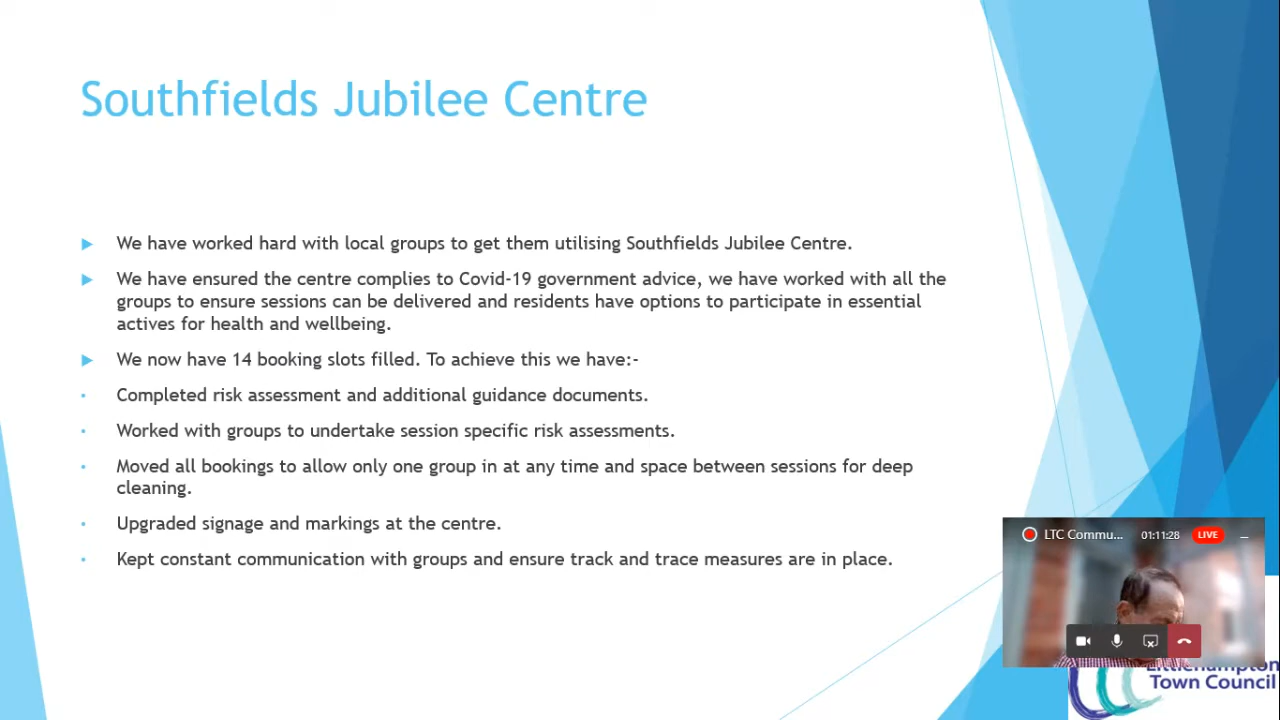 Southfields Jubilee Centre
We have worked hard with local groups to get them utilising Southfields Jubilee Centre.
We have ensured the centre complies to Covid-19 government advice, we have worked with all the
groups to ensure sessions can be delivered and residents have options to participate in essential
actives for health and wellbeing.
We now have 14 booking slots filled. To achieve this we have:-
Completed risk assessment and additional guidance documents.
Worked with groups to undertake session specific risk assessments.
Moved all bookings to allow only one group in at any time and space between sessions for deep
cleaning.
Upgraded signage and markings at the centre.
Kept constant communication with groups and ensure track and trace measures are in place.
LTC Commu... 01:11:28 LIVE
Littlehampton
Town Council